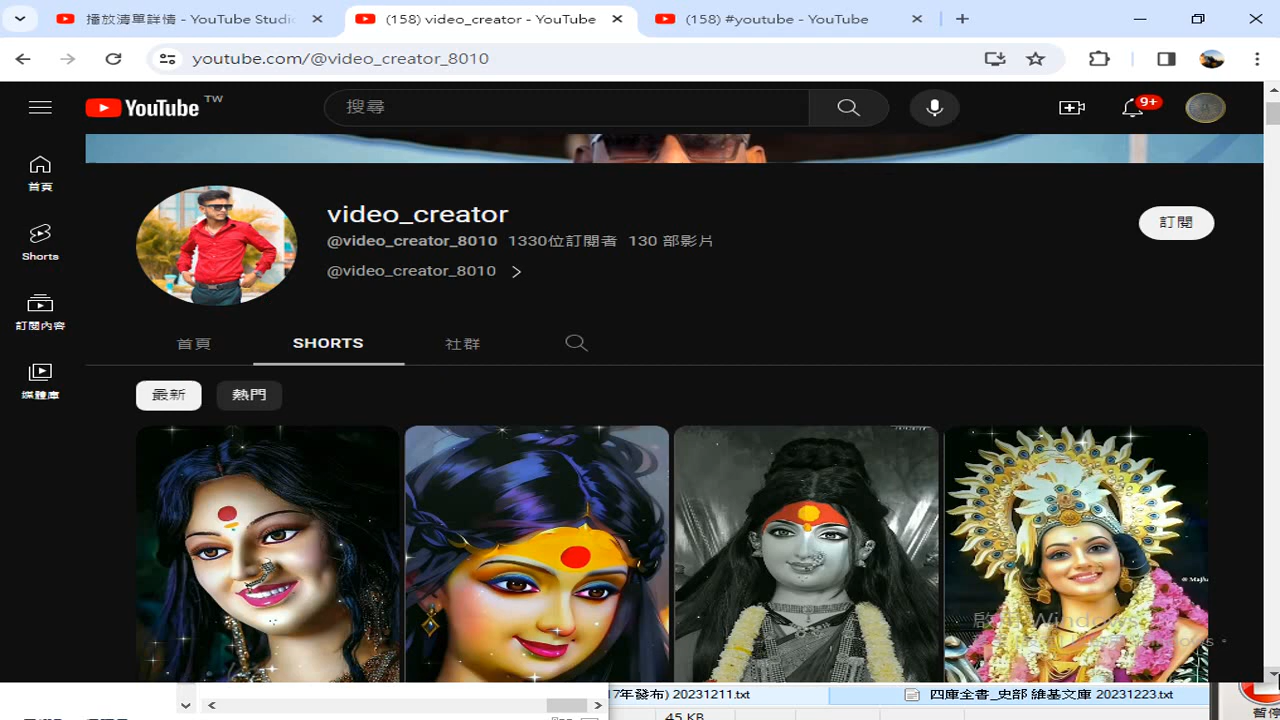 播放清單詳情 - YouTube Studio
(158) video_creator - YouTube
(158) #youtube - YouTube
youtube.com/@video_creator_8010
YouTube TW
搜尋
9+
首頁
Shorts
訂閱內容
媒體庫
video_creator
@video_creator_8010 1330位訂閱者 130 部影片
@video_creator_8010
訂閱
首頁
SHORTS
社群
最新
熱門
Windows
17年發布) 20231211.txt
四庫全書_史部 維基文庫 20231223.txt
45 KB
暫停